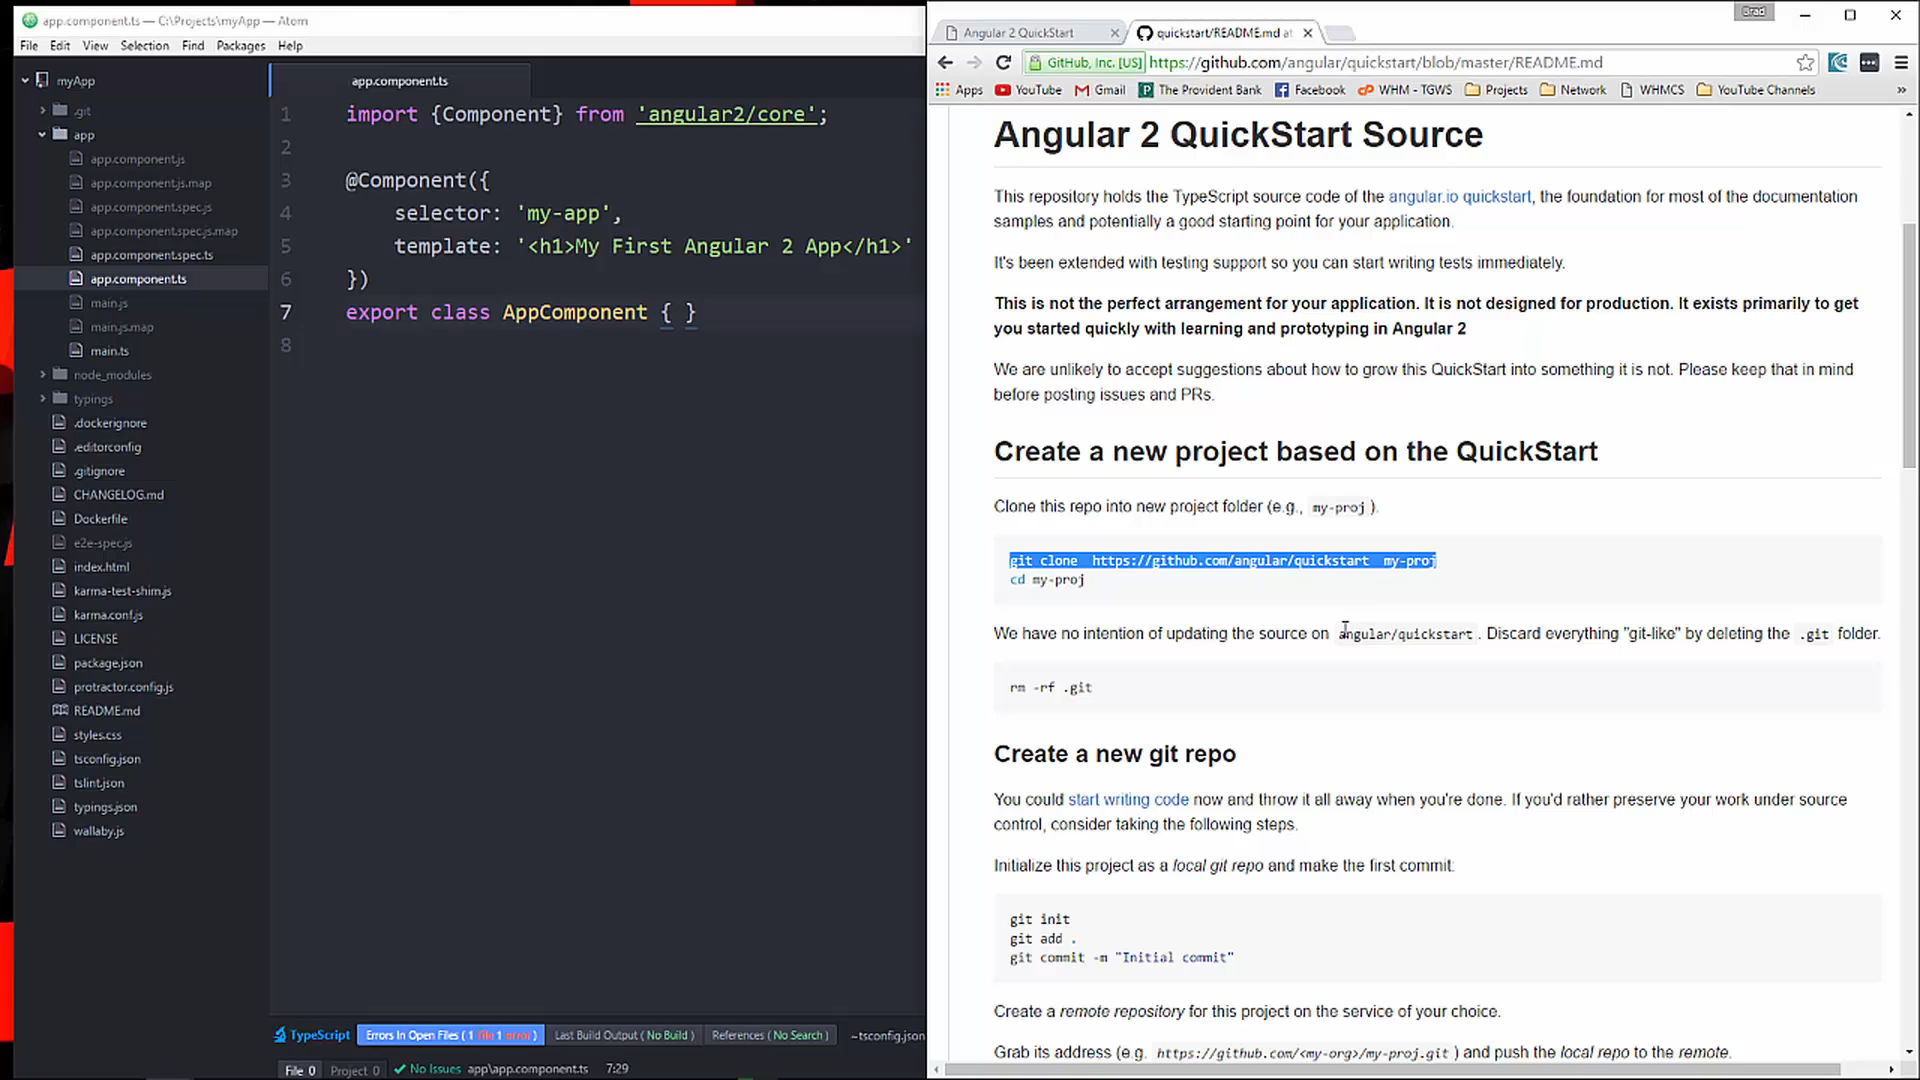 app.component.ts — C:\Projects\myApp — Atom
File Edit View Selection Find Packages Help
myApp
.git
app
app.component.js
app.component.js.map
app.component.spec.js
app.component.spec.js.map
app.component.spec.ts
app.component.ts
main.js
main.js.map
main.ts
node_modules
typings
.dockerignore
.editorconfig
.gitignore
CHANGELOG.md
Dockerfile
e2e-spec.js
index.html
karma-test-shim.js
karma.conf.js
LICENSE
package.json
protractor.config.js
README.md
styles.css
tsconfig.json
tslint.json
typings.json
wallaby.js
app.component.ts
1 import {Component} from 'angular2/core';
2
3 @Component({
4 selector: 'my-app',
5 template: '<h1>My First Angular 2 App</h1>'
6 })
7 export class AppComponent { }
8
TypeScript Errors In Open Files ( 1 file 1 error ) Last Build Output ( No Build ) References ( No Search ) ~tsconfig.json
File 0 Project 0 No Issues app\app.component.ts 7:29
Brad
Angular 2 QuickStart quickstart/README.md at
GitHub, Inc. [US] https://github.com/angular/quickstart/blob/master/README.md
Apps YouTube Gmail The Provident Bank Facebook WHM - TGWS Projects Network WHMCS YouTube Channels »
Angular 2 QuickStart Source
This repository holds the TypeScript source code of the angular.io quickstart, the foundation for most of the documentation
samples and potentially a good starting point for your application.
It's been extended with testing support so you can start writing tests immediately.
This is not the perfect arrangement for your application. It is not designed for production. It exists primarily to get
you started quickly with learning and prototyping in Angular 2
We are unlikely to accept suggestions about how to grow this QuickStart into something it is not. Please keep that in mind
before posting issues and PRs.
Create a new project based on the QuickStart
Clone this repo into new project folder (e.g., my-proj ).
git clone https://github.com/angular/quickstart my-proj
cd my-proj
We have no intention of updating the source on angular/quickstart . Discard everything "git-like" by deleting the .git folder.
rm -rf .git
Create a new git repo
You could start writing code now and throw it all away when you're done. If you'd rather preserve your work under source
control, consider taking the following steps.
Initialize this project as a local git repo and make the first commit:
git init
git add .
git commit -m "Initial commit"
Create a remote repository for this project on the service of your choice.
Grab its address (e.g. https://github.com/<my-org>/my-proj.git ) and push the local repo to the remote.